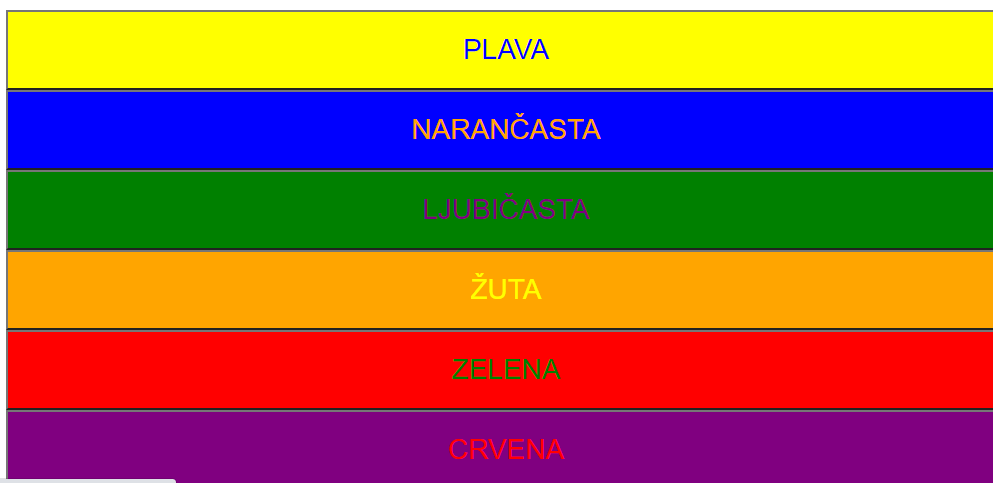 PLAVA
NARANČASTA
LJUBIČASTA
ŽUTA
ZELENA
CRVENA